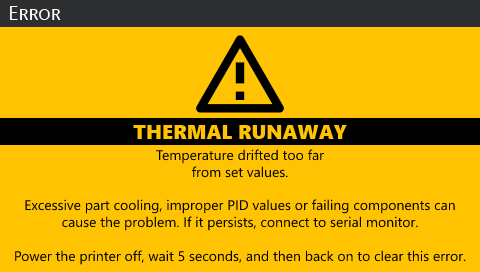 Error
THERMAL RUNAWAY
Temperature drifted too far
from set values.
Excessive part cooling, improper PID values or failing components can
cause the problem. If it persists, connect to serial monitor.
Power the printer off, wait 5 seconds, and then back on to clear this error.